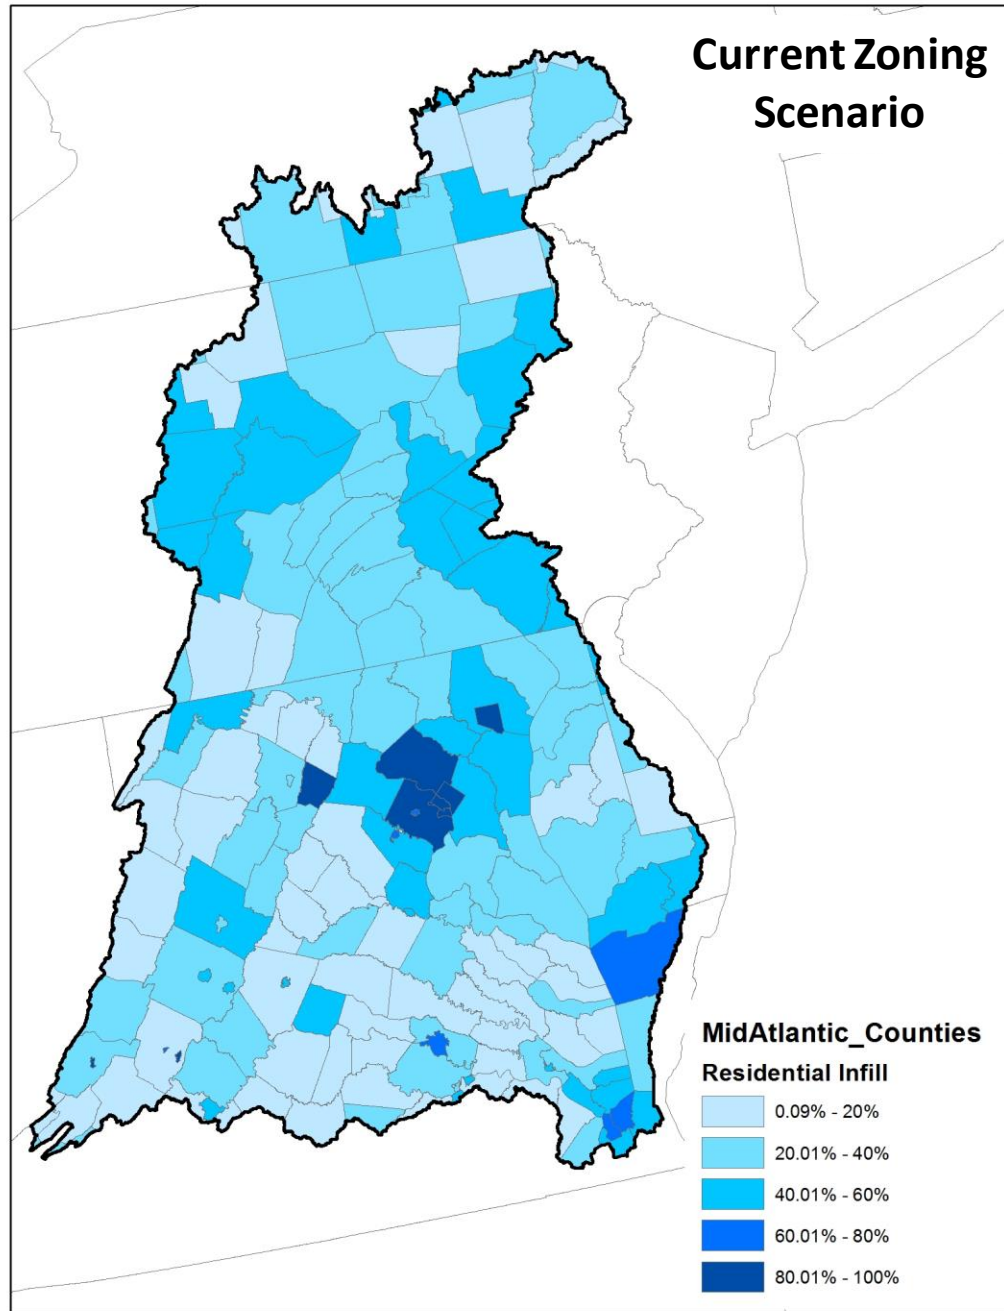 Current Zoning
Scenario
MidAtlantic_Counties
Residential Infill
0.09% - 20%
20.01% - 40%
40.01% - 60%
60.01% - 80%
80.01% - 100%